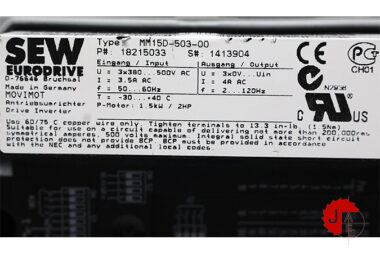 SEW
EURODRIVE
D-76646 Bruchsal
Made in Germany
MOVIMOT
Antriebsumrichter
Drive Inverter
Type MM15D-503-00
P#: 18215033 S#: 1413904
Eingang / Input
U = 3x380...500V AC
I = 3.5A AC
f = 50...60Hz
T = -30...+40 C
P-Motor: 1.5kW / 2HP
Ausgang / Output
U = 3x0V...Uin
I = 4A AC
f = 2...120Hz
CH01
N2936
C US
Use 60/75 C copper wire only. Tighten terminals to 13.3 in-lb (1.5Nm)
Suitable for use on a circuit capable of delivering not more than 200,000 rms
symmetrical amperes, 500 volts maximum. Integral solid state short circuit
protection does not provide BCP. BCP must be provided in accordance with
the NEC and any additional local codes.